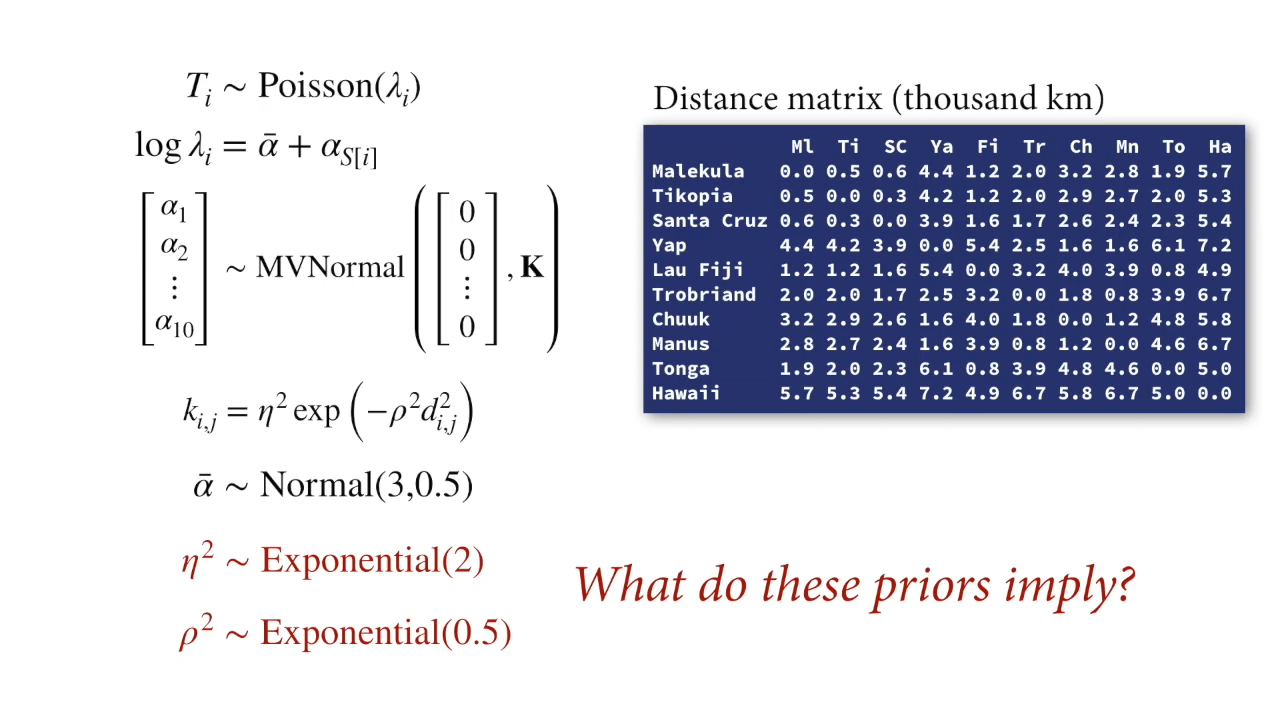 Tᵢ ~ Poisson(λᵢ)
log λᵢ = ᾱ + α_S[i]
[α₁ α₂ ⋮ α₁₀] ~ MVNormal([0 0 ⋮ 0], K)
k_i,j = η² exp(−ρ²d²_i,j)
ᾱ ~ Normal(3,0.5)
η² ~ Exponential(2)
ρ² ~ Exponential(0.5)
Distance matrix (thousand km)
Ml Ti SC Ya Fi Tr Ch Mn To Ha
Malekula 0.0 0.5 0.6 4.4 1.2 2.0 3.2 2.8 1.9 5.7
Tikopia 0.5 0.0 0.3 4.2 1.2 2.0 2.9 2.7 2.0 5.3
Santa Cruz 0.6 0.3 0.0 3.9 1.6 1.7 2.6 2.4 2.3 5.4
Yap 4.4 4.2 3.9 0.0 5.4 2.5 1.6 1.6 6.1 7.2
Lau Fiji 1.2 1.2 1.6 5.4 0.0 3.2 4.0 3.9 0.8 4.9
Trobriand 2.0 2.0 1.7 2.5 3.2 0.0 1.8 0.8 3.9 6.7
Chuuk 3.2 2.9 2.6 1.6 4.0 1.8 0.0 1.2 4.8 5.8
Manus 2.8 2.7 2.4 1.6 3.9 0.8 1.2 0.0 4.6 6.7
Tonga 1.9 2.0 2.3 6.1 0.8 3.9 4.8 4.6 0.0 5.0
Hawaii 5.7 5.3 5.4 7.2 4.9 6.7 5.8 6.7 5.0 0.0
What do these priors imply?